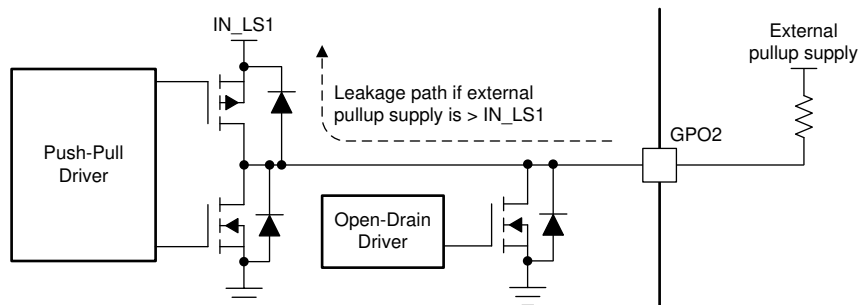 IN_LS1
External
pullup supply
Leakage path if external
pullup supply is > IN_LS1
GPO2
Push-Pull
Driver
Open-Drain
Driver